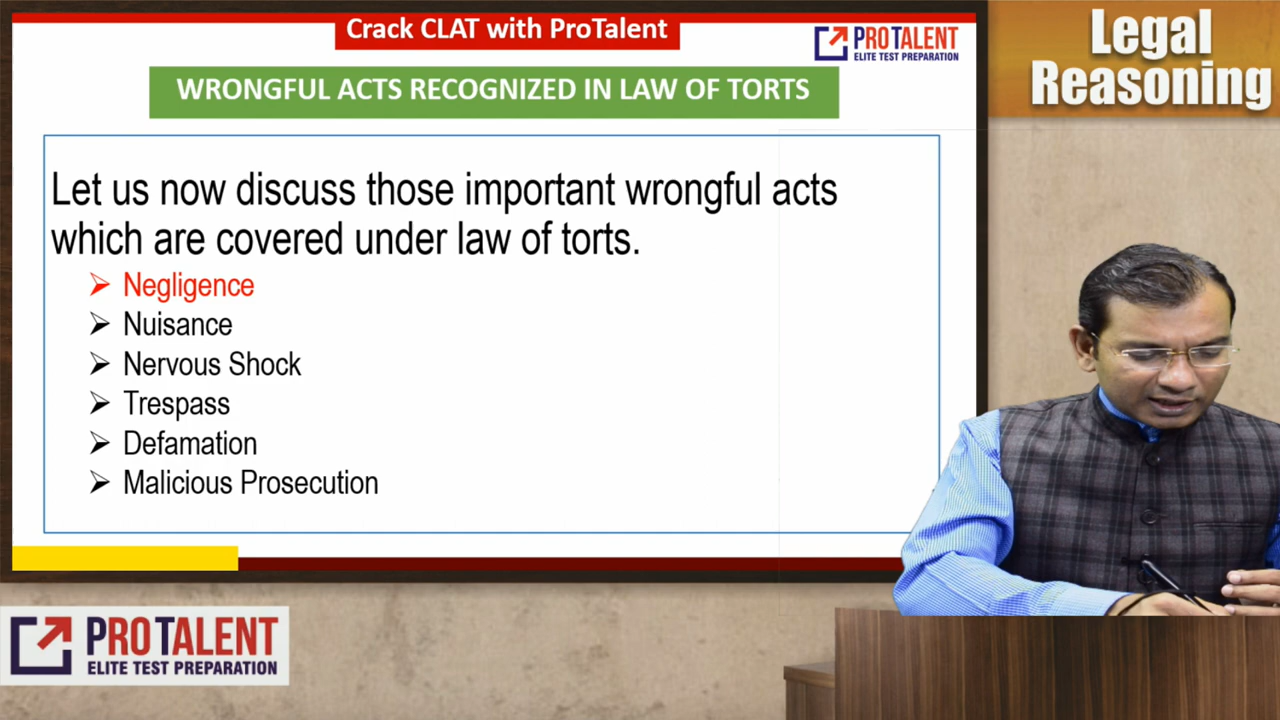 Crack CLAT with ProTalent
PROTALENT
ELITE TEST PREPARATION
Legal
Reasoning
WRONGFUL ACTS RECOGNIZED IN LAW OF TORTS
Let us now discuss those important wrongful acts
which are covered under law of torts.
Negligence
Nuisance
Nervous Shock
Trespass
Defamation
Malicious Prosecution
PROTALENT
ELITE TEST PREPARATION